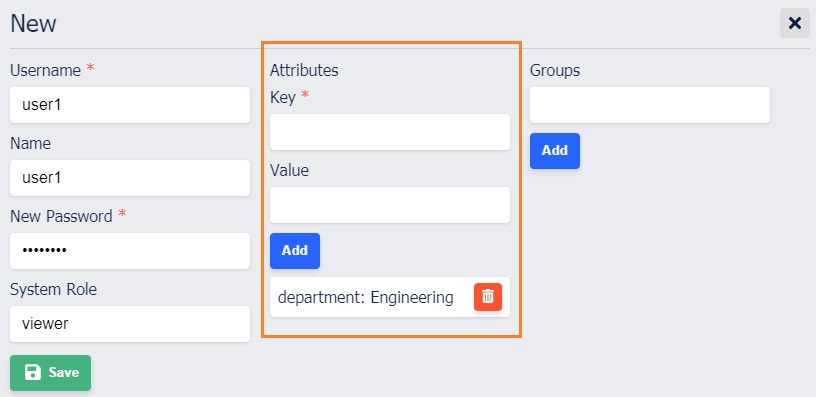 New
Username *
user1
Name
user1
New Password *
••••••••
System Role
viewer
Save
Attributes
Key *
Value
Add
department: Engineering
Groups
Add